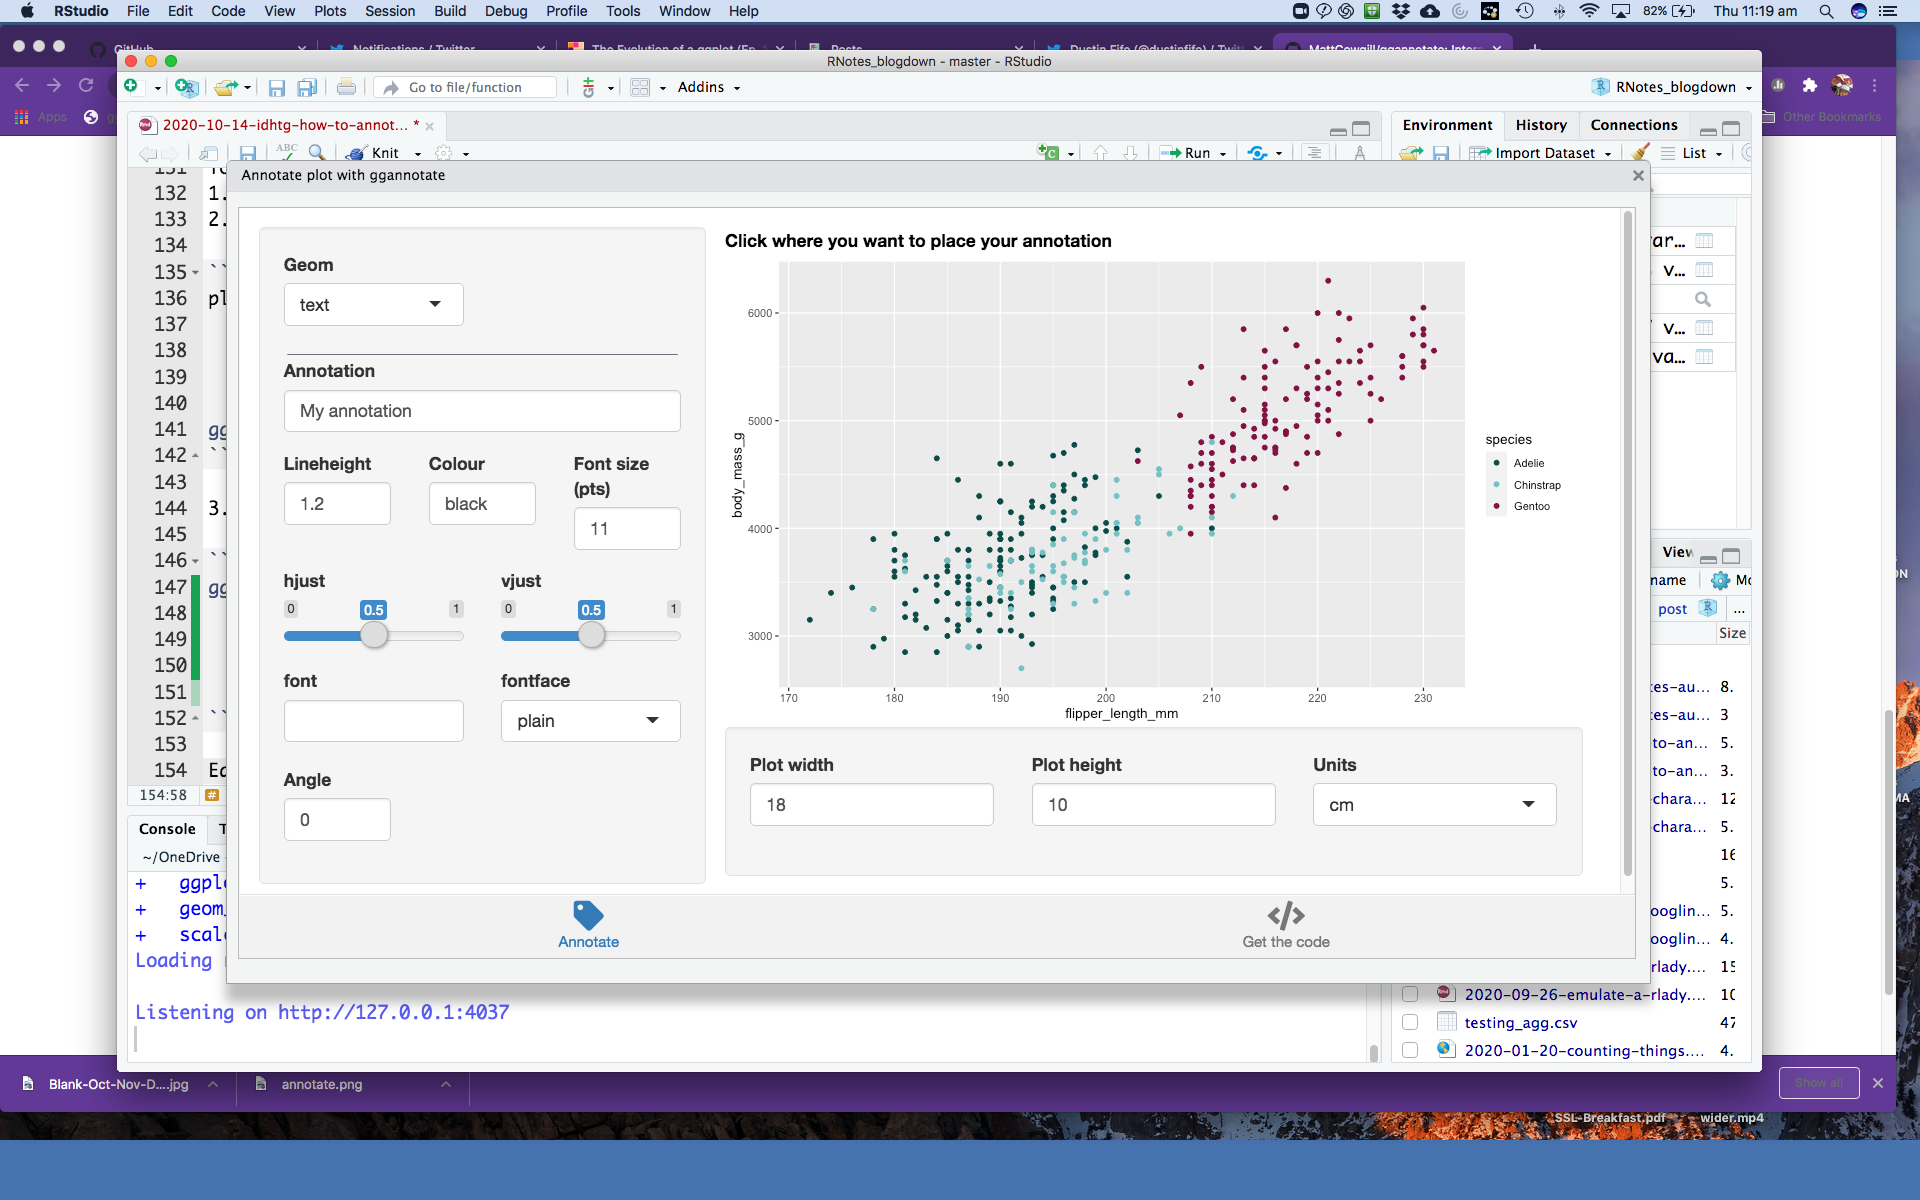 RStudio File Edit Code View Plots Session Build Debug Profile Tools Window Help 82% Thu 11:19 am
GitHub Notifications / Twitter The Evolution of a ggplot (Ep. Posts Dustin Fife (@dustinfife) / Twitt MattCowgill/ggannotate: Inter
RNotes_blogdown - master - RStudio
Go to file/function Addins RNotes_blogdown
Apps Other Bookmarks
2020-10-14-idhtg-how-to-annot... * Environment History Connections
ABC Knit Run Import Dataset List
Annotate plot with ggannotate
131
132 1.
133 2.
134
135 ``
136 pl
137
138
139
140
141 gg
142 ``
143
144 3.
145
146 ``
147 gg
148
149
150
151
152 ``
153
154 Ea
154:58
Geom
text
Annotation
My annotation
Lineheight Colour Font size (pts)
1.2 black 11
hjust vjust
0 0.5 1 0 0.5 1
font fontface
plain
Angle
0
Click where you want to place your annotation
body_mass_g
6000
5000
4000
3000
170 180 190 200 210 220 230
flipper_length_mm
species
Adelie
Chinstrap
Gentoo
Plot width Plot height Units
18 10 cm
Annotate Get the code
ar...
v...
v...
va...
View
name Mo
post ...
Size
tes-au... 8.
tes-au... 3
to-an... 5.
to-an... 3.
chara... 12
chara... 5.
16
5.
ooglin... 5.
ooglin... 4.
rlady.... 15
2020-09-26-emulate-a-rlady.... 10
testing_agg.csv 47
2020-01-20-counting-things.... 4.
Console T
~/OneDrive
+ ggplo
+ geom_
+ scale
Loading
Listening on http://127.0.0.1:4037
Blank-Oct-Nov-D....jpg annotate.png Show all
SSL-Breakfast.pdf wider.mp4